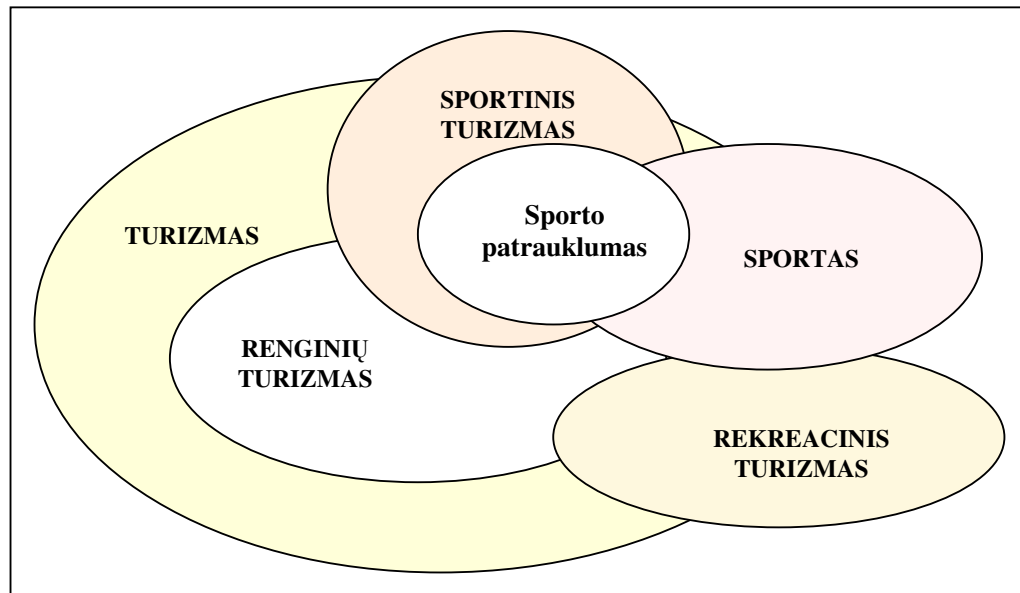 SPORTINIS
TURIZMAS
Sporto
patrauklumas
TURIZMAS
SPORTAS
RENGINIŲ
TURIZMAS
REKREACINIS
TURIZMAS